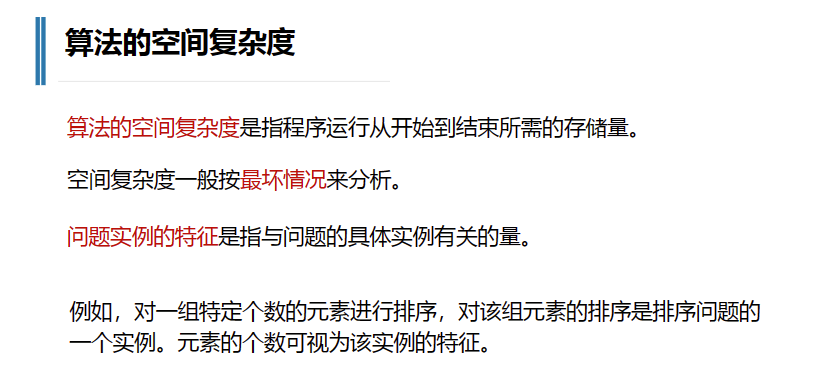 算法的空间复杂度
算法的空间复杂度是指程序运行从开始到结束所需的存储量。
空间复杂度一般按最坏情况来分析。
问题实例的特征是指与问题的具体实例有关的量。
例如，对一组特定个数的元素进行排序，对该组元素的排序是排序问题的
一个实例。元素的个数可视为该实例的特征。